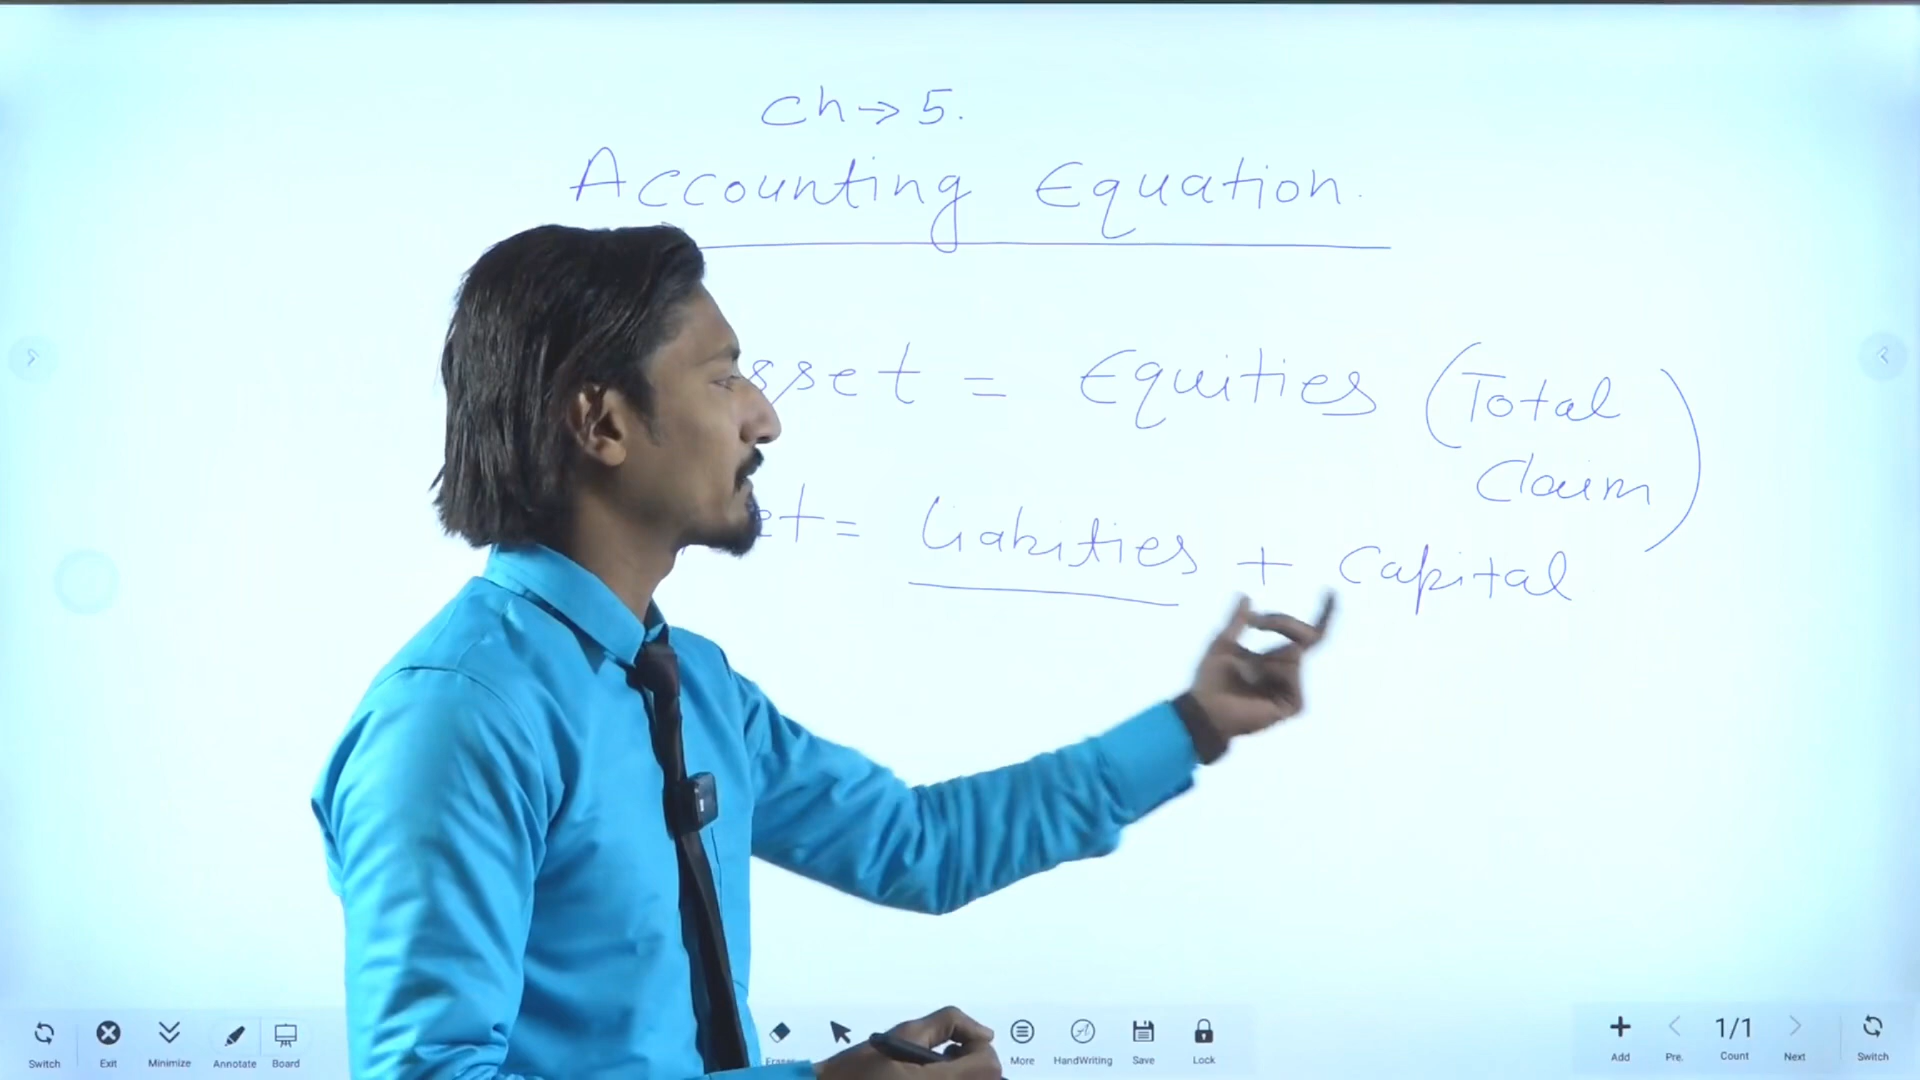 Ch → 5.
Accounting Equation.
sset = Equities (Total Claim)
et = Liabities + Capital
Switch
Exit
Minimize
Annotate
Board
More
HandWriting
Save
Lock
Add
Pre.
1/1
Count
Next
Switch